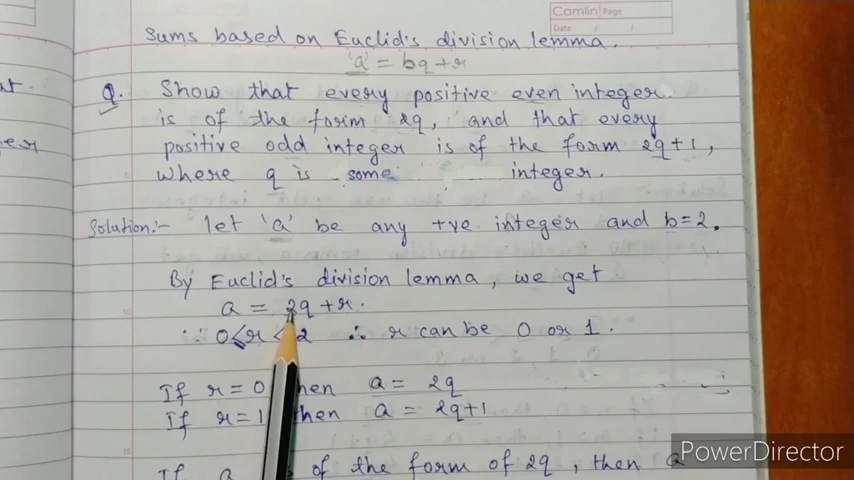 Camlin Page
Date
Sums based on Euclid's division lemma.
'a' = bq + r
Q. Show that every positive even integer
is of the form 2q, and that every
positive odd integer is of the form 2q+1,
where q is some integer.
Solution:- let 'a' be any +ve integer and b=2.
By Euclid's division lemma, we get
a = 2q + r.
∵ 0 ≤ r < 2 ∴ r can be 0 or 1.
If r = 0 then a = 2q
If r = 1 then a = 2q+1
If a of the form of 2q, then a
PowerDirector